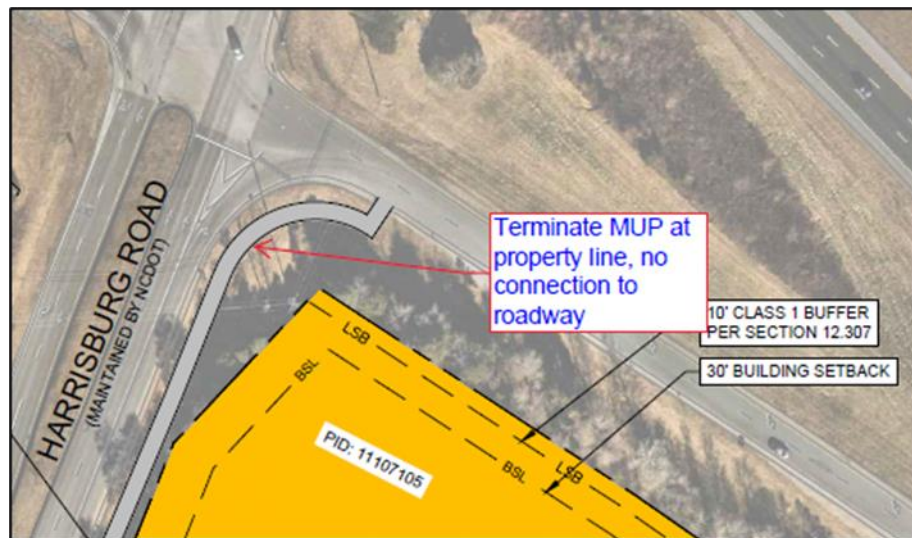 HARRISBURG ROAD
(MAINTAINED BY NCDOT)
Terminate MUP at
property line, no
connection to
roadway
10' CLASS 1 BUFFER
PER SECTION 12.307
30' BUILDING SETBACK
LSB
BSL
PID: 11107105
BSL
LSB